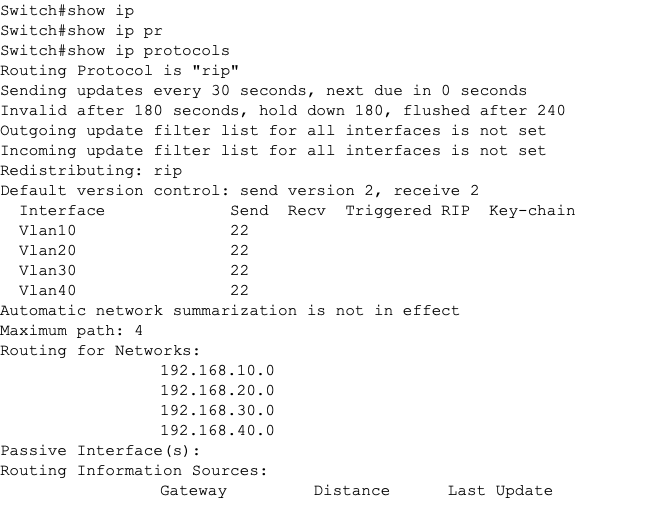 Switch#show ip
Switch#show ip pr
Switch#show ip protocols
Routing Protocol is "rip"
Sending updates every 30 seconds, next due in 0 seconds
Invalid after 180 seconds, hold down 180, flushed after 240
Outgoing update filter list for all interfaces is not set
Incoming update filter list for all interfaces is not set
Redistributing: rip
Default version control: send version 2, receive 2
  Interface             Send  Recv  Triggered RIP  Key-chain
  Vlan10                22
  Vlan20                22
  Vlan30                22
  Vlan40                22
Automatic network summarization is not in effect
Maximum path: 4
Routing for Networks:
192.168.10.0
192.168.20.0
192.168.30.0
192.168.40.0
Passive Interface(s):
Routing Information Sources:
Gateway         Distance      Last Update